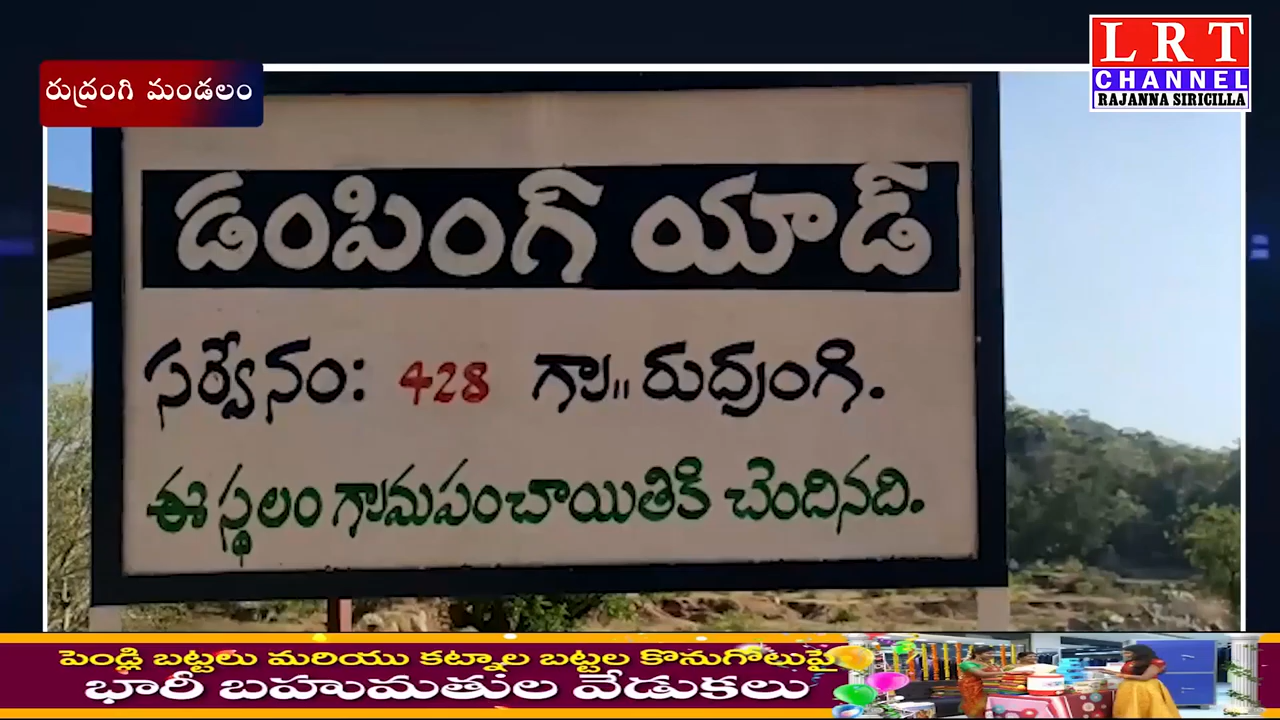 LRT
CHANNEL
RAJANNA SIRICILLA
రుద్రంగి మండలం
డంపింగ్ యాడ్
సర్వేనం: 428 గ్రా,, రుద్రంగి.
ఈ స్థలం గ్రామపంచాయితికి చెందినది.
పెండ్లి బట్టలు మరియు కట్నాల బట్టల కొనుగోలుపై
భారీ బహుమతుల వేడుకలు